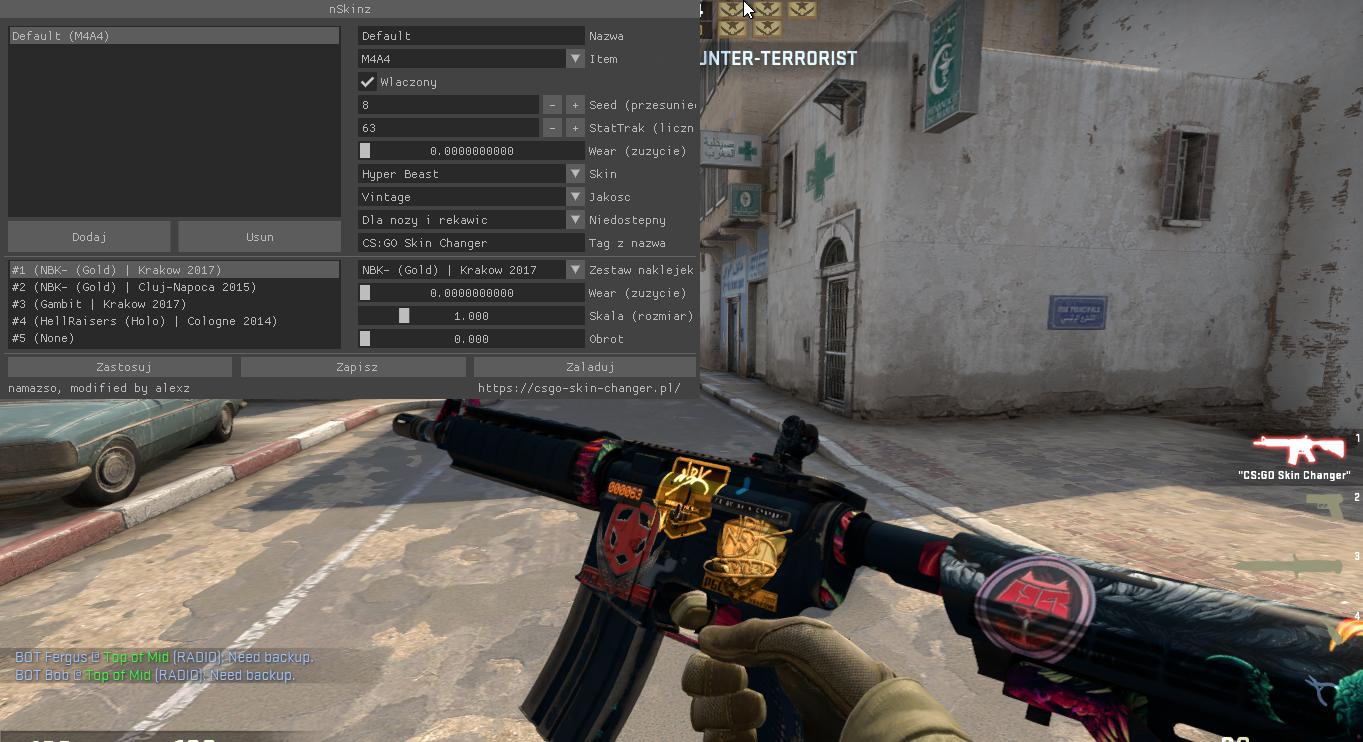 nSkinz
Default (M4A4)
Default Nazwa
M4A4 Item
Wlaczony
8 - + Seed (przesunie
63 - + StatTrak (liczn
0.0000000000 Wear (zuzycie)
Hyper Beast Skin
Vintage Jakosc
Dla nozy i rekawic Niedostepny
CS:GO Skin Changer Tag z nazwa
Dodaj Usun
#1 (NBK- (Gold) | Krakow 2017)
#2 (NBK- (Gold) | Cluj-Napoca 2015)
#3 (Gambit | Krakow 2017)
#4 (HellRaisers (Holo) | Cologne 2014)
#5 (None)
NBK- (Gold) | Krakow 2017 Zestaw naklejek
0.0000000000 Wear (zuzycie)
1.000 Skala (rozmiar)
0.000 Obrot
Zastosuj Zapisz Zaladuj
namazso, modified by alexz https://csgo-skin-changer.pl/
UNTER-TERRORIST
1
"CS:GO Skin Changer"
2
3
4
000063
NBK
BOT Fergus @ Top of Mid (RADIO): Need backup.
BOT Bob @ Top of Mid (RADIO): Need backup.